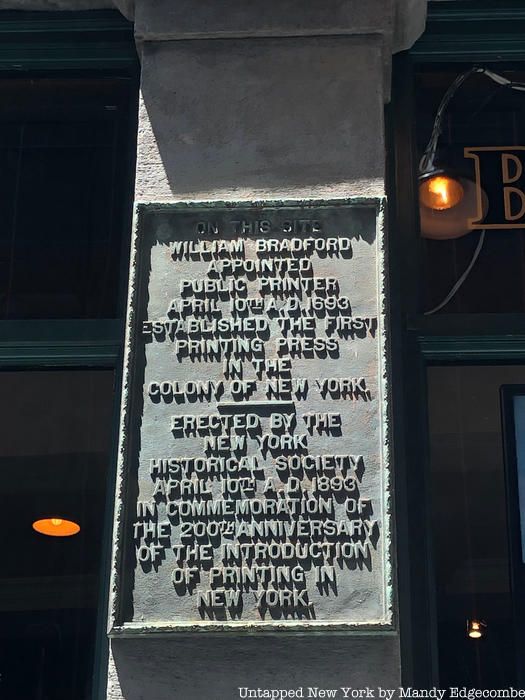 ON THIS SITE
WILLIAM BRADFORD
APPOINTED
PUBLIC PRINTER
APRIL 10TH A.D. 1693
ESTABLISHED THE FIRST
PRINTING PRESS
IN THE
COLONY OF NEW YORK.
ERECTED BY THE
NEW YORK
HISTORICAL SOCIETY
APRIL 10TH A.D. 1893
IN COMMEMORATION OF
THE 200TH ANNIVERSARY
OF THE INTRODUCTION
OF PRINTING IN
NEW YORK.
Untapped New York by Mandy Edgecombe